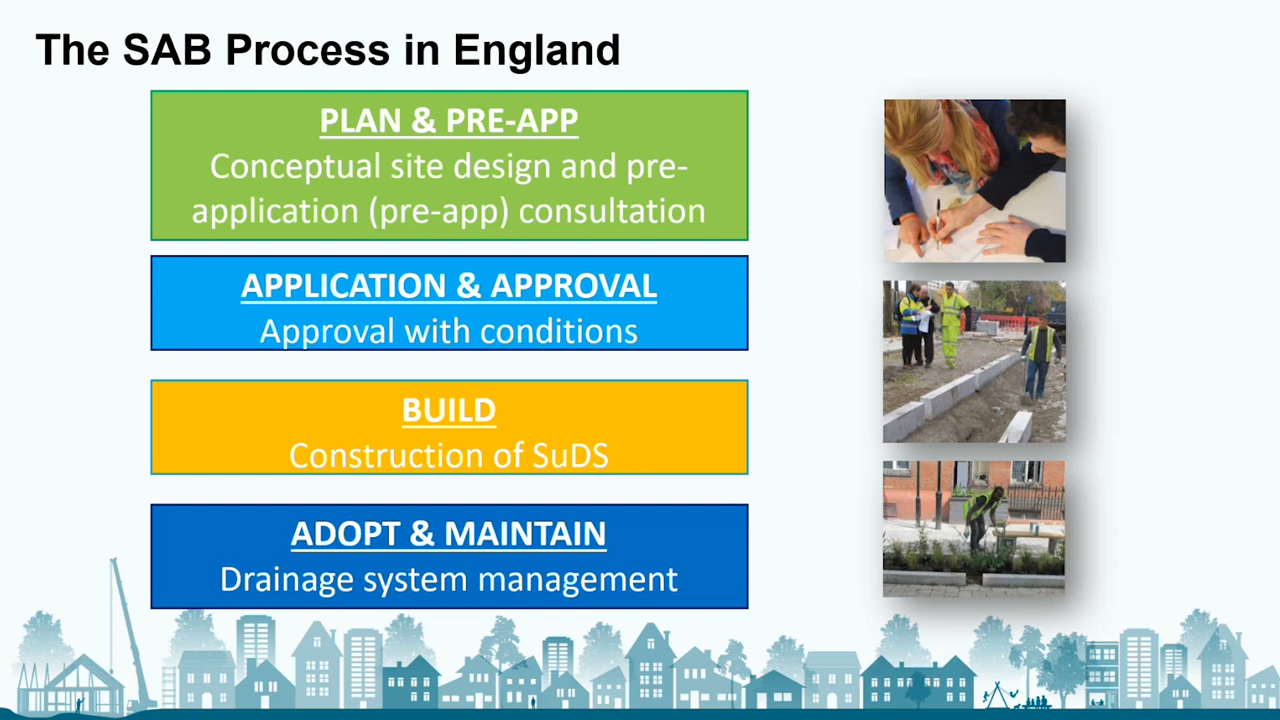 The SAB Process in England
PLAN & PRE-APP
Conceptual site design and pre-
application (pre-app) consultation
APPLICATION & APPROVAL
Approval with conditions
BUILD
Construction of SuDS
ADOPT & MAINTAIN
Drainage system management